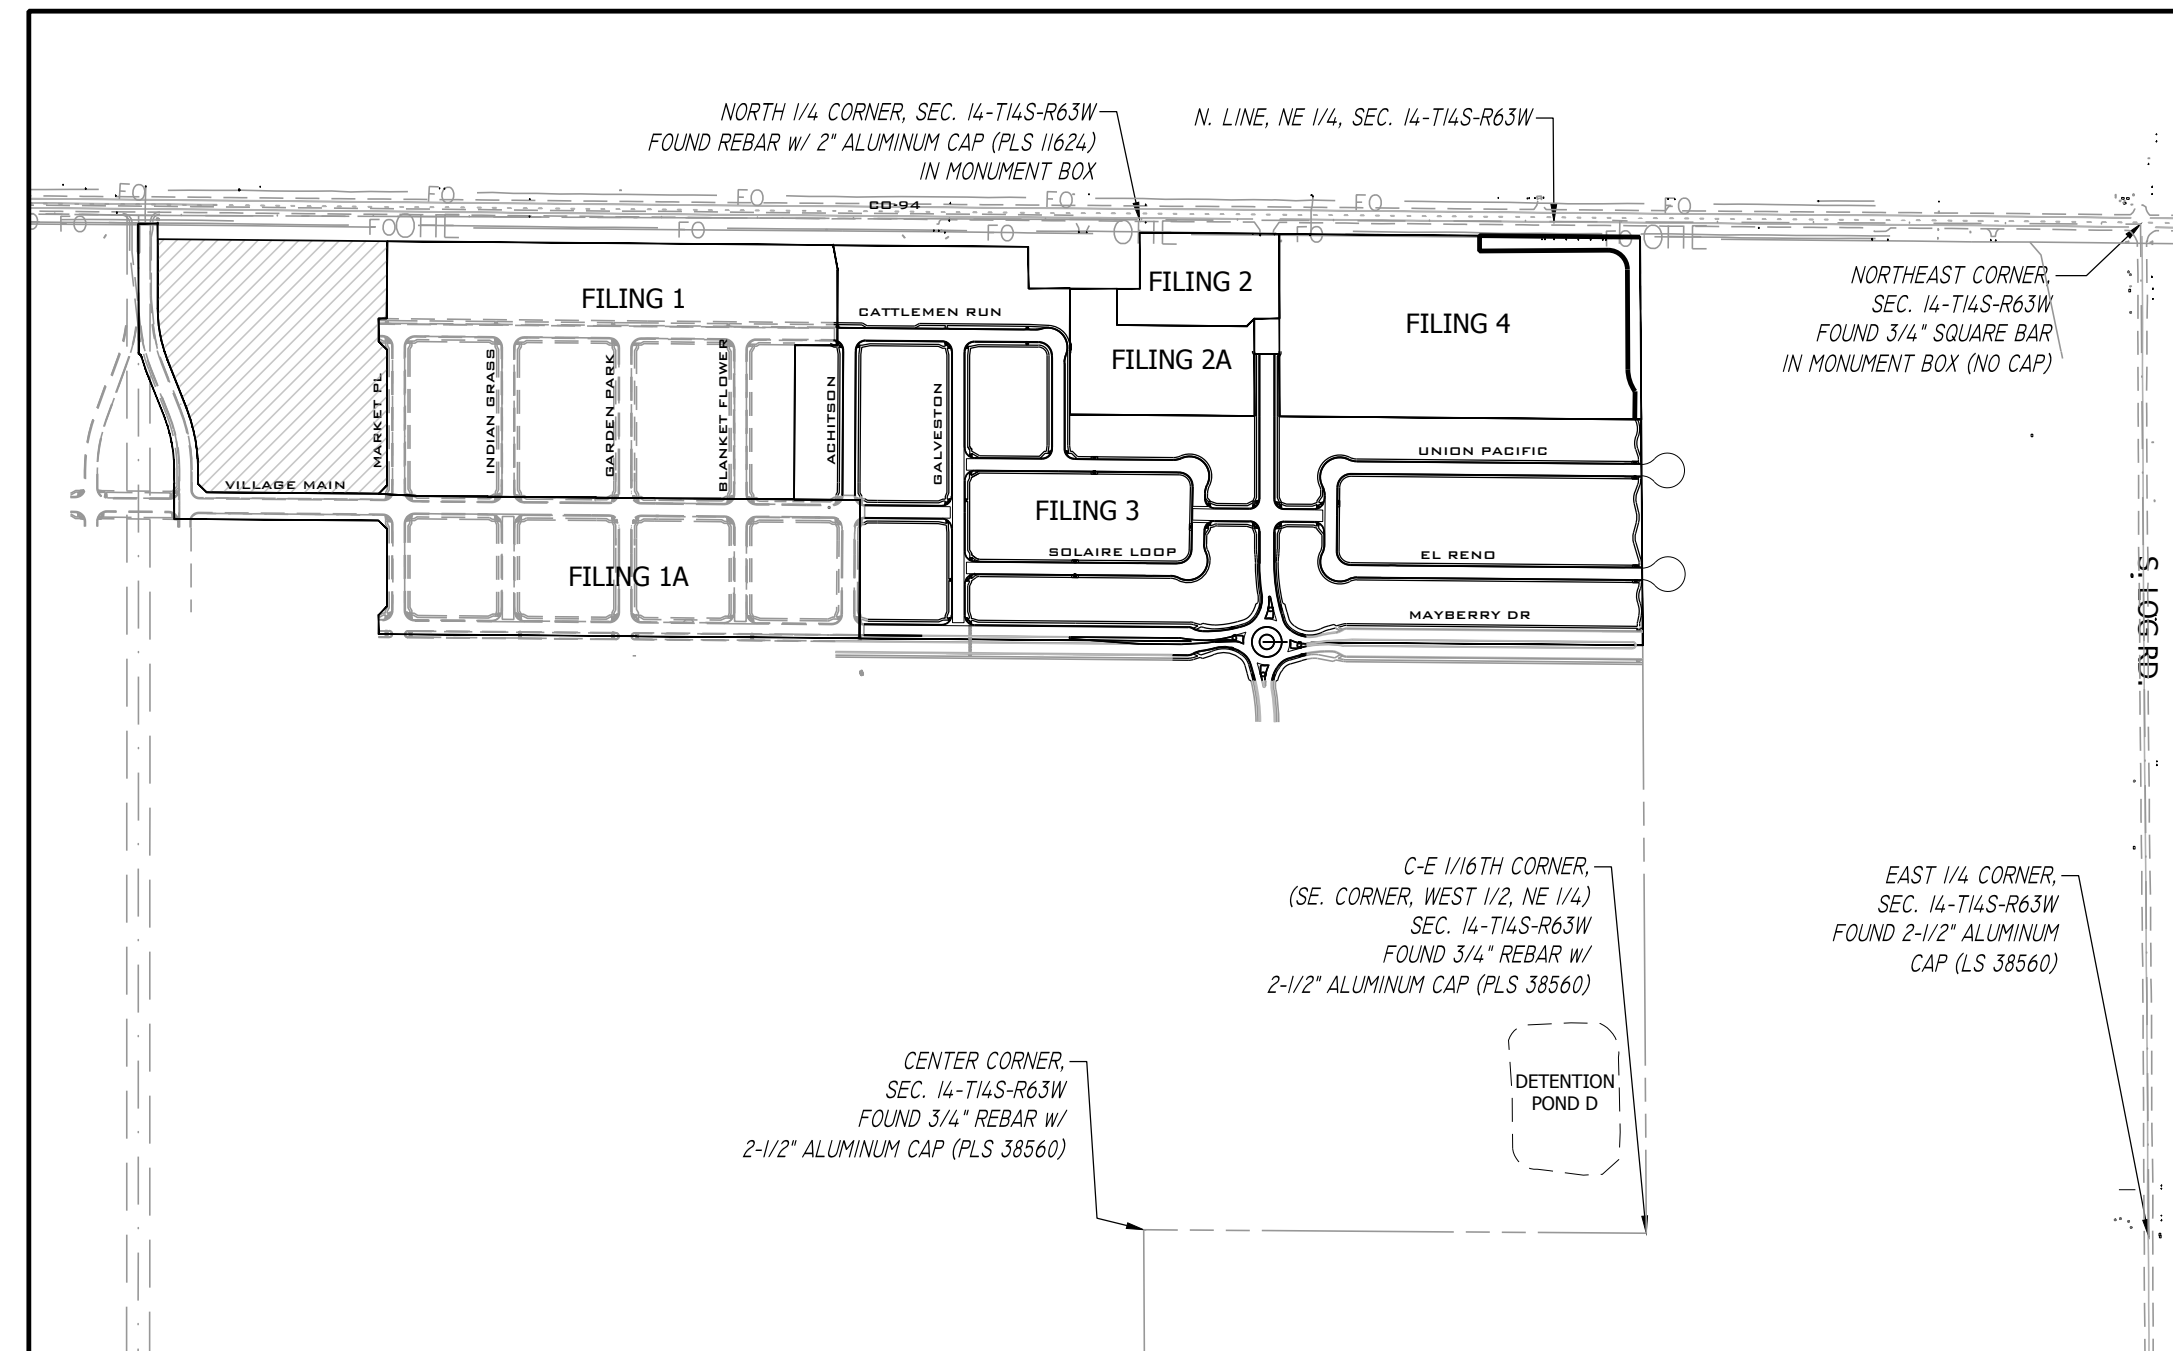 NORTH 1/4 CORNER, SEC. 14-T14S-R63W
FOUND REBAR W/ 2" ALUMINUM CAP (PLS 11624)
IN MONUMENT BOX
N. LINE, NE 1/4, SEC. 14-T14S-R63W
FO
FO
FO
FO
FO
FO
CO-94
FO
FO
OHE
FO
FO
OHE
FO
FO
OHE
NORTHEAST CORNER,
SEC. 14-T14S-R63W
FOUND 3/4" SQUARE BAR
IN MONUMENT BOX (NO CAP)
FILING 1
FILING 2
CATTLEMEN RUN
FILING 4
FILING 2A
MARKET PL
INDIAN GRASS
GARDEN PARK
BLANKET FLOWER
ACHITSON
GALVESTON
UNION PACIFIC
VILLAGE MAIN
FILING 3
SOLAIRE LOOP
EL RENO
FILING 1A
MAYBERRY DR
S. LOG RD.
C-E 1/16TH CORNER,
(SE. CORNER, WEST 1/2, NE 1/4)
SEC. 14-T14S-R63W
FOUND 3/4" REBAR W/
2-1/2" ALUMINUM CAP (PLS 38560)
EAST 1/4 CORNER,
SEC. 14-T14S-R63W
FOUND 2-1/2" ALUMINUM
CAP (LS 38560)
CENTER CORNER,
SEC. 14-T14S-R63W
FOUND 3/4" REBAR W/
2-1/2" ALUMINUM CAP (PLS 38560)
DETENTION
POND D